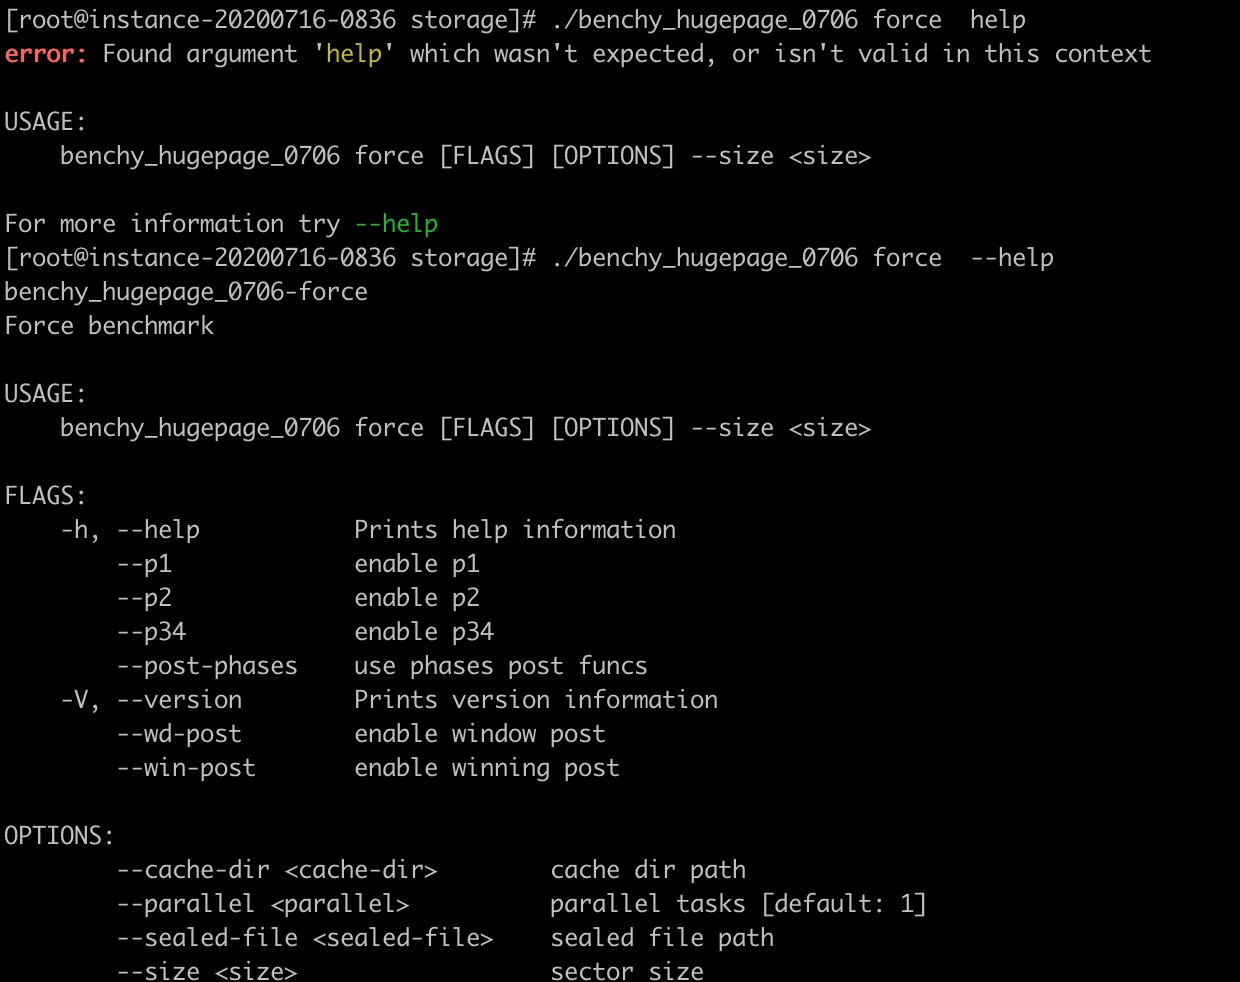 [root@instance-20200716-0836 storage]# ./benchy_hugepage_0706 force  help
error: Found argument 'help' which wasn't expected, or isn't valid in this context
USAGE:
    benchy_hugepage_0706 force [FLAGS] [OPTIONS] --size <size>
For more information try --help
[root@instance-20200716-0836 storage]# ./benchy_hugepage_0706 force  --help
benchy_hugepage_0706-force
Force benchmark
USAGE:
    benchy_hugepage_0706 force [FLAGS] [OPTIONS] --size <size>
FLAGS:
    -h, --help           Prints help information
        --p1             enable p1
        --p2             enable p2
        --p34            enable p34
        --post-phases    use phases post funcs
    -V, --version        Prints version information
        --wd-post        enable window post
        --win-post       enable winning post
OPTIONS:
        --cache-dir <cache-dir>        cache dir path
        --parallel <parallel>          parallel tasks [default: 1]
        --sealed-file <sealed-file>    sealed file path
        --size <size>                  sector size